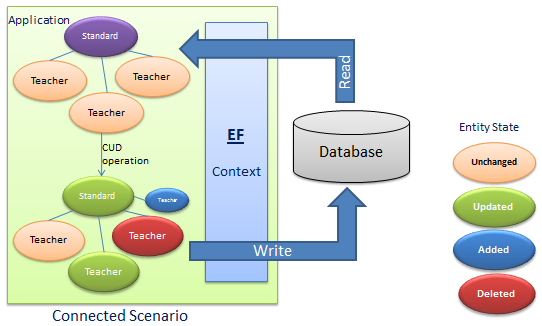 Application
Standard
Teacher
Teacher
Teacher
CUD
operation
Standard
Teacher
Teacher
Teacher
Teacher
EF
Context
Read
Write
Database
Entity State
Unchanged
Updated
Added
Deleted
Connected Scenario